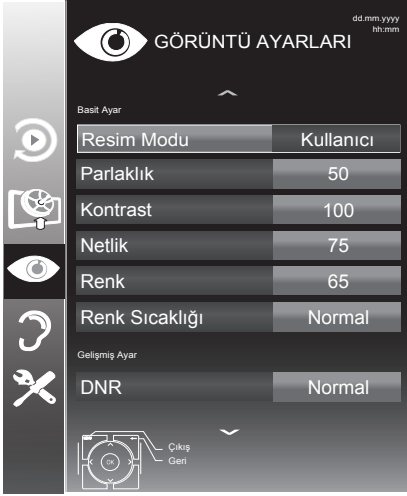 dd.mm.yyyy
hh:mm
GÖRÜNTÜ AYARLARI
Basit Ayar
Resim Modu Kullanıcı
Parlaklık 50
Kontrast 100
Netlik 75
Renk 65
Renk Sıcaklığı Normal
Gelişmiş Ayar
DNR Normal
Çıkış
Geri
OK